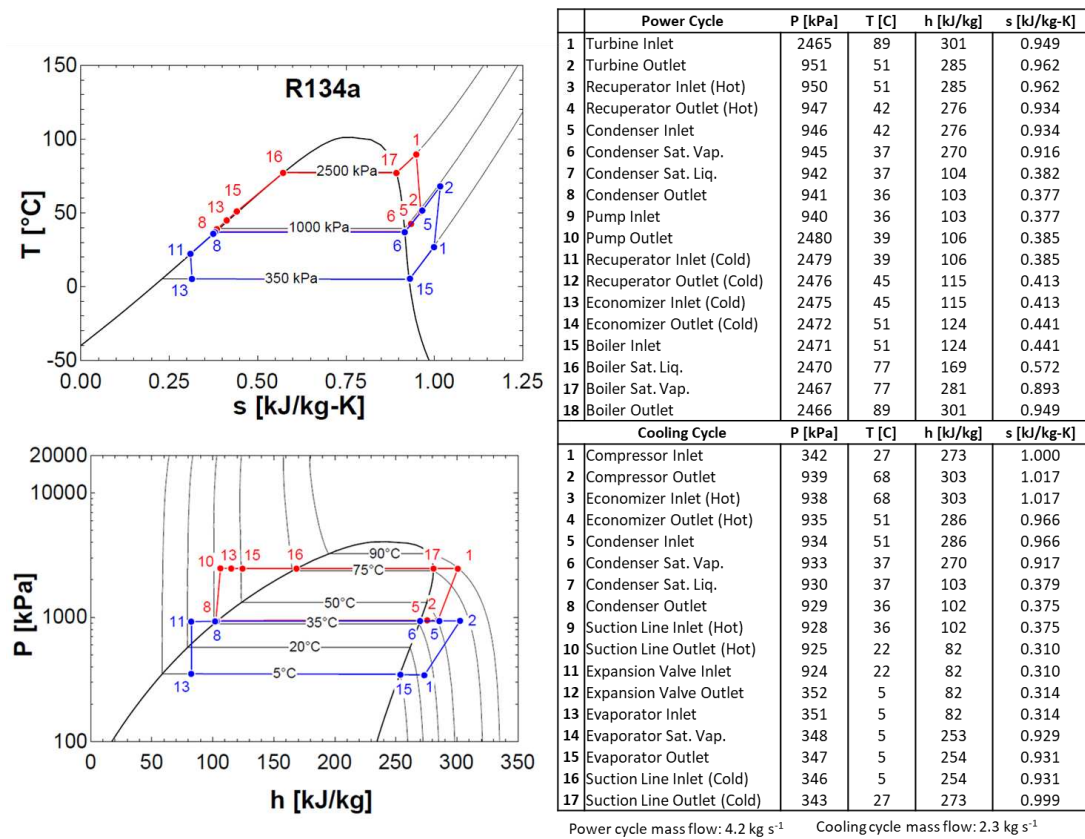 R134a
150
100
50
0
-50
T [°C]
0.00 0.25 0.50 0.75 1.00 1.25
s [kJ/kg-K]
2500 kPa
1000 kPa
350 kPa
16
17
1
15
13
8
2
5
6
2
11
8
6
5
1
13
15
20000
10000
1000
100
P [kPa]
0 50 100 150 200 250 300 350
h [kJ/kg]
90°C
75°C
50°C
35°C
20°C
5°C
10 13 15 16 17 1
8 5 2
11 8 6 5 2
13 15 1
Power Cycle P [kPa] T [C] h [kJ/kg] s [kJ/kg-K]
1 Turbine Inlet 2465 89 301 0.949
2 Turbine Outlet 951 51 285 0.962
3 Recuperator Inlet (Hot) 950 51 285 0.962
4 Recuperator Outlet (Hot) 947 42 276 0.934
5 Condenser Inlet 946 42 276 0.934
6 Condenser Sat. Vap. 945 37 270 0.916
7 Condenser Sat. Liq. 942 37 104 0.382
8 Condenser Outlet 941 36 103 0.377
9 Pump Inlet 940 36 103 0.377
10 Pump Outlet 2480 39 106 0.385
11 Recuperator Inlet (Cold) 2479 39 106 0.385
12 Recuperator Outlet (Cold) 2476 45 115 0.413
13 Economizer Inlet (Cold) 2475 45 115 0.413
14 Economizer Outlet (Cold) 2472 51 124 0.441
15 Boiler Inlet 2471 51 124 0.441
16 Boiler Sat. Liq. 2470 77 169 0.572
17 Boiler Sat. Vap. 2467 77 281 0.893
18 Boiler Outlet 2466 89 301 0.949
Cooling Cycle P [kPa] T [C] h [kJ/kg] s [kJ/kg-K]
1 Compressor Inlet 342 27 273 1.000
2 Compressor Outlet 939 68 303 1.017
3 Economizer Inlet (Hot) 938 68 303 1.017
4 Economizer Outlet (Hot) 935 51 286 0.966
5 Condenser Inlet 934 51 286 0.966
6 Condenser Sat. Vap. 933 37 270 0.917
7 Condenser Sat. Liq. 930 37 103 0.379
8 Condenser Outlet 929 36 102 0.375
9 Suction Line Inlet (Hot) 928 36 102 0.375
10 Suction Line Outlet (Hot) 925 22 82 0.310
11 Expansion Valve Inlet 924 22 82 0.310
12 Expansion Valve Outlet 352 5 82 0.314
13 Evaporator Inlet 351 5 82 0.314
14 Evaporator Sat. Vap. 348 5 253 0.929
15 Evaporator Outlet 347 5 254 0.931
16 Suction Line Inlet (Cold) 346 5 254 0.931
17 Suction Line Outlet (Cold) 343 27 273 0.999
Power cycle mass flow: 4.2 kg s⁻¹ Cooling cycle mass flow: 2.3 kg s⁻¹